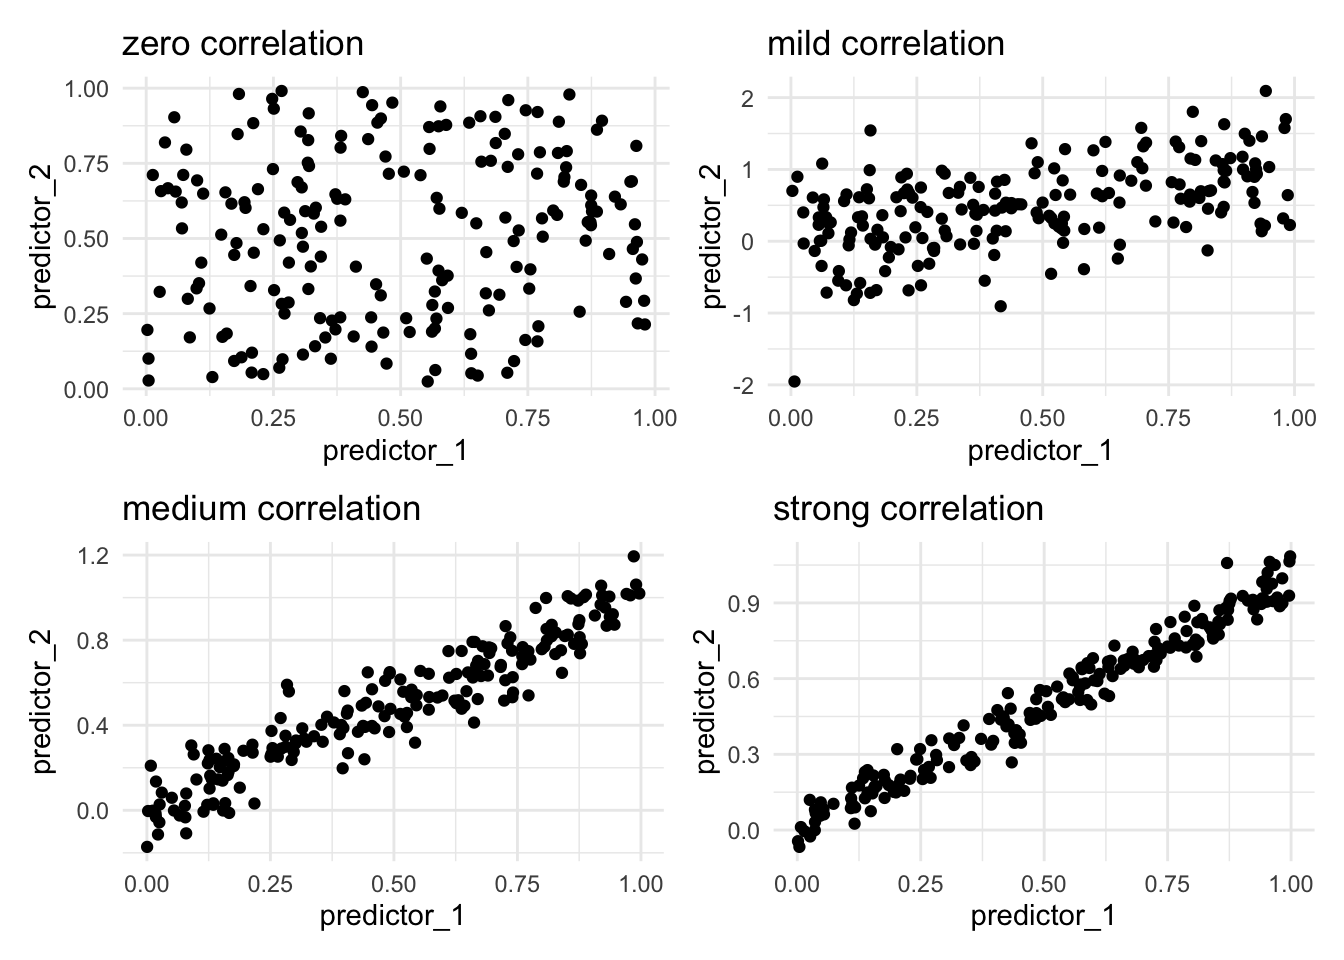 zero correlation
1.00
0.75
0.50
0.25
0.00
predictor_2
0.00 0.25 0.50 0.75 1.00
predictor_1
mild correlation
2
1
0
-1
-2
predictor_2
0.00 0.25 0.50 0.75 1.00
predictor_1
medium correlation
1.2
0.8
0.4
0.0
predictor_2
0.00 0.25 0.50 0.75 1.00
predictor_1
strong correlation
0.9
0.6
0.3
0.0
predictor_2
0.00 0.25 0.50 0.75 1.00
predictor_1